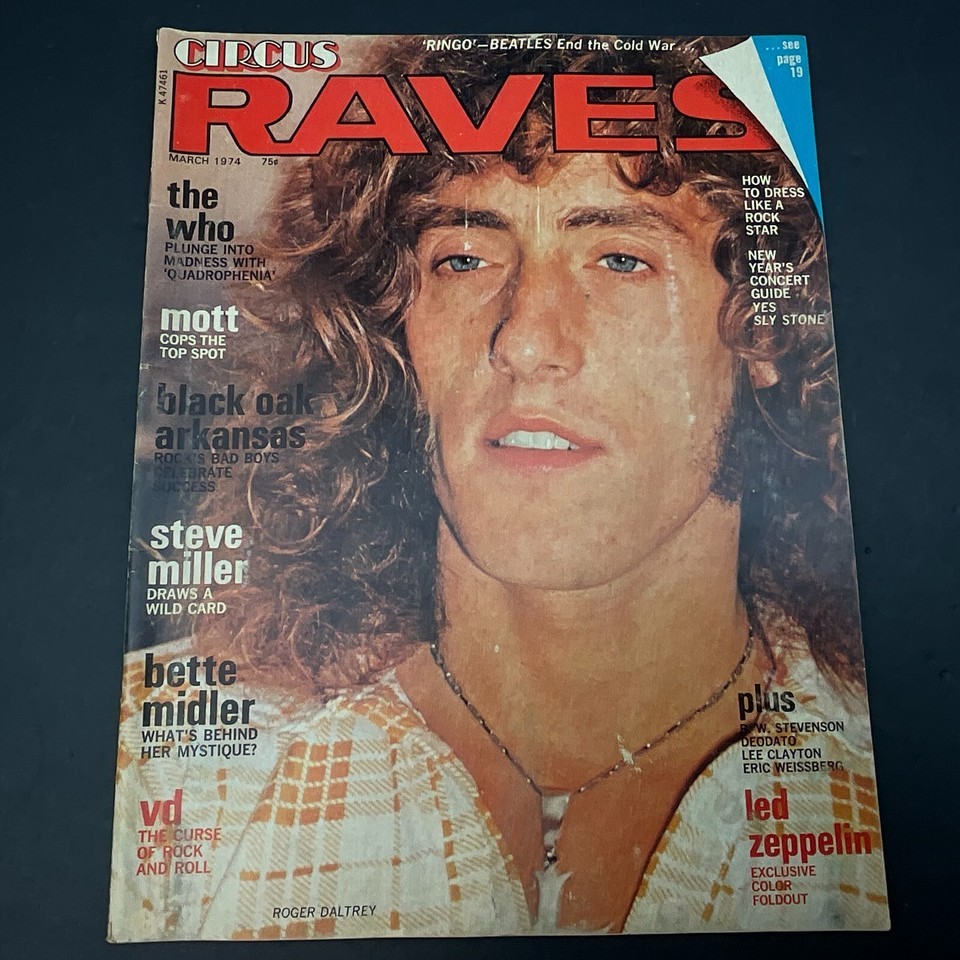 CIRCUS
'RINGO'—BEATLES End the Cold War...
...see
page
19
K 47461
RAVES
MARCH 1974 75¢
the
who
PLUNGE INTO
MADNESS WITH
'QUADROPHENIA'
mott
COPS THE
TOP SPOT
black oak
arkansas
ROCK'S BAD BOYS
CELEBRATE
SUCCESS
steve
miller
DRAWS A
WILD CARD
bette
midler
WHAT'S BEHIND
HER MYSTIQUE?
vd
THE CURSE
OF ROCK
AND ROLL
ROGER DALTREY
HOW
TO DRESS
LIKE A
ROCK
STAR
NEW
YEAR'S
CONCERT
GUIDE
YES
SLY STONE
plus
B. W. STEVENSON
DEODATO
LEE CLAYTON
ERIC WEISSBERG
led
zeppelin
EXCLUSIVE
COLOR
FOLDOUT